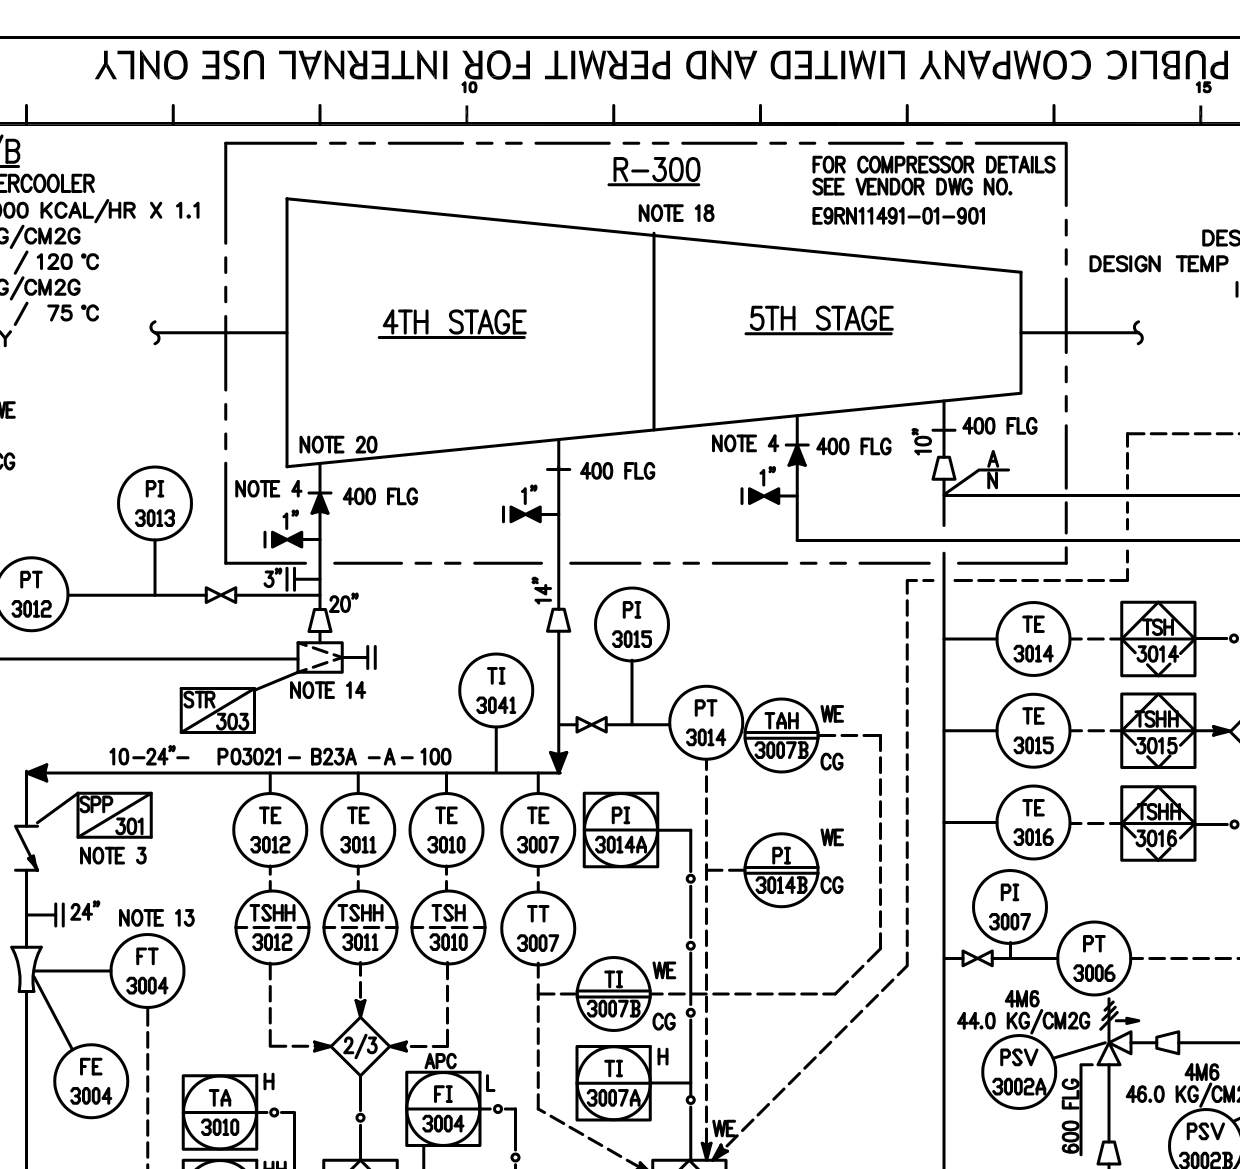 PUBLIC COMPANY LIMITED AND PERMIT FOR INTERNAL USE ONLY
10
15
/B
ERCOOLER
000 KCAL/HR X 1.1
G/CM2G
/ 120 °C
G/CM2G
/ 75 °C
Y
WE
CG
R-300
NOTE 18
FOR COMPRESSOR DETAILS
SEE VENDOR DWG NO.
E9RN11491-01-901
DES
DESIGN TEMP
4TH STAGE
5TH STAGE
NOTE 20
NOTE 4
400 FLG
1"
3"
20"
400 FLG
1"
14"
NOTE 4
400 FLG
1"
10"
400 FLG
A
N
PI
3013
PT
3012
NOTE 14
STR
303
TI
3041
PI
3015
PT
3014
TAH
3007B
WE
CG
TE
3014
TSH
3014
TE
3015
TSHH
3015
TE
3016
TSHH
3016
10-24"- P03021-B23A-A-100
SPP
301
NOTE 3
TE
3012
TE
3011
TE
3010
TE
3007
PI
3014A
PI
3014B
WE
CG
24"
NOTE 13
FT
3004
TSHH
3012
TSHH
3011
TSH
3010
TT
3007
TI
3007B
WE
CG
PI
3007
PT
3006
FE
3004
2/3
APC
FI
3004
L
TA
3010
H
HH
TI
3007A
H
WE
4M6
44.0 KG/CM2G
PSV
3002A
600 FLG
4M6
46.0 KG/CM2
PSV
3002B